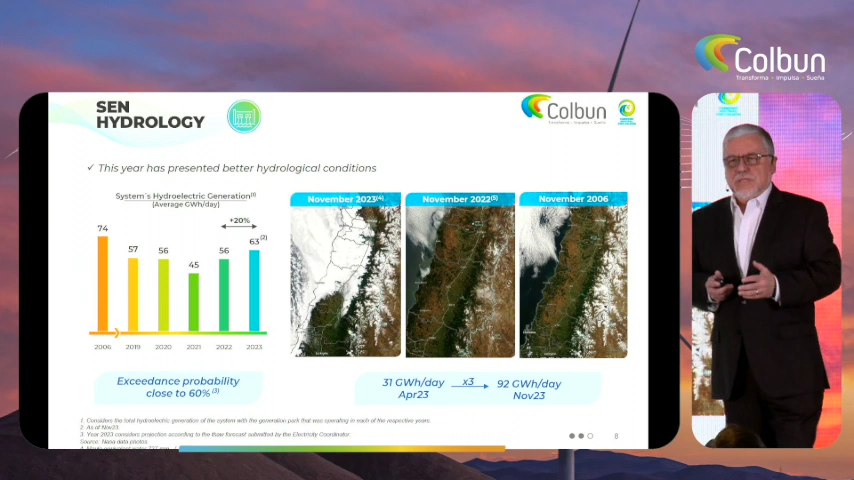 Colbun
Transforma – Impulsa – Sueña
SEN
HYDROLOGY
Colbun
✓ This year has presented better hydrological conditions
System´s Hydroelectric Generation(1)
(Average GWh/day)
+20%
74
57
56
45
56
63(2)
2006
2019
2020
2021
2022
2023
November 2023(4)
November 2022(5)
November 2006
Exceedance probability
close to 60% (3)
31 GWh/day
Apr23
x3
92 GWh/day
Nov23
1. Considers the total hydroelectric generation of the system with the generation park that was operating in each of the respective years.
2. As of Nov23.
3. Year 2023 considers projection according to the thaw forecast submitted by the Electricity Coordinator.
Source: Nasa data photos
8